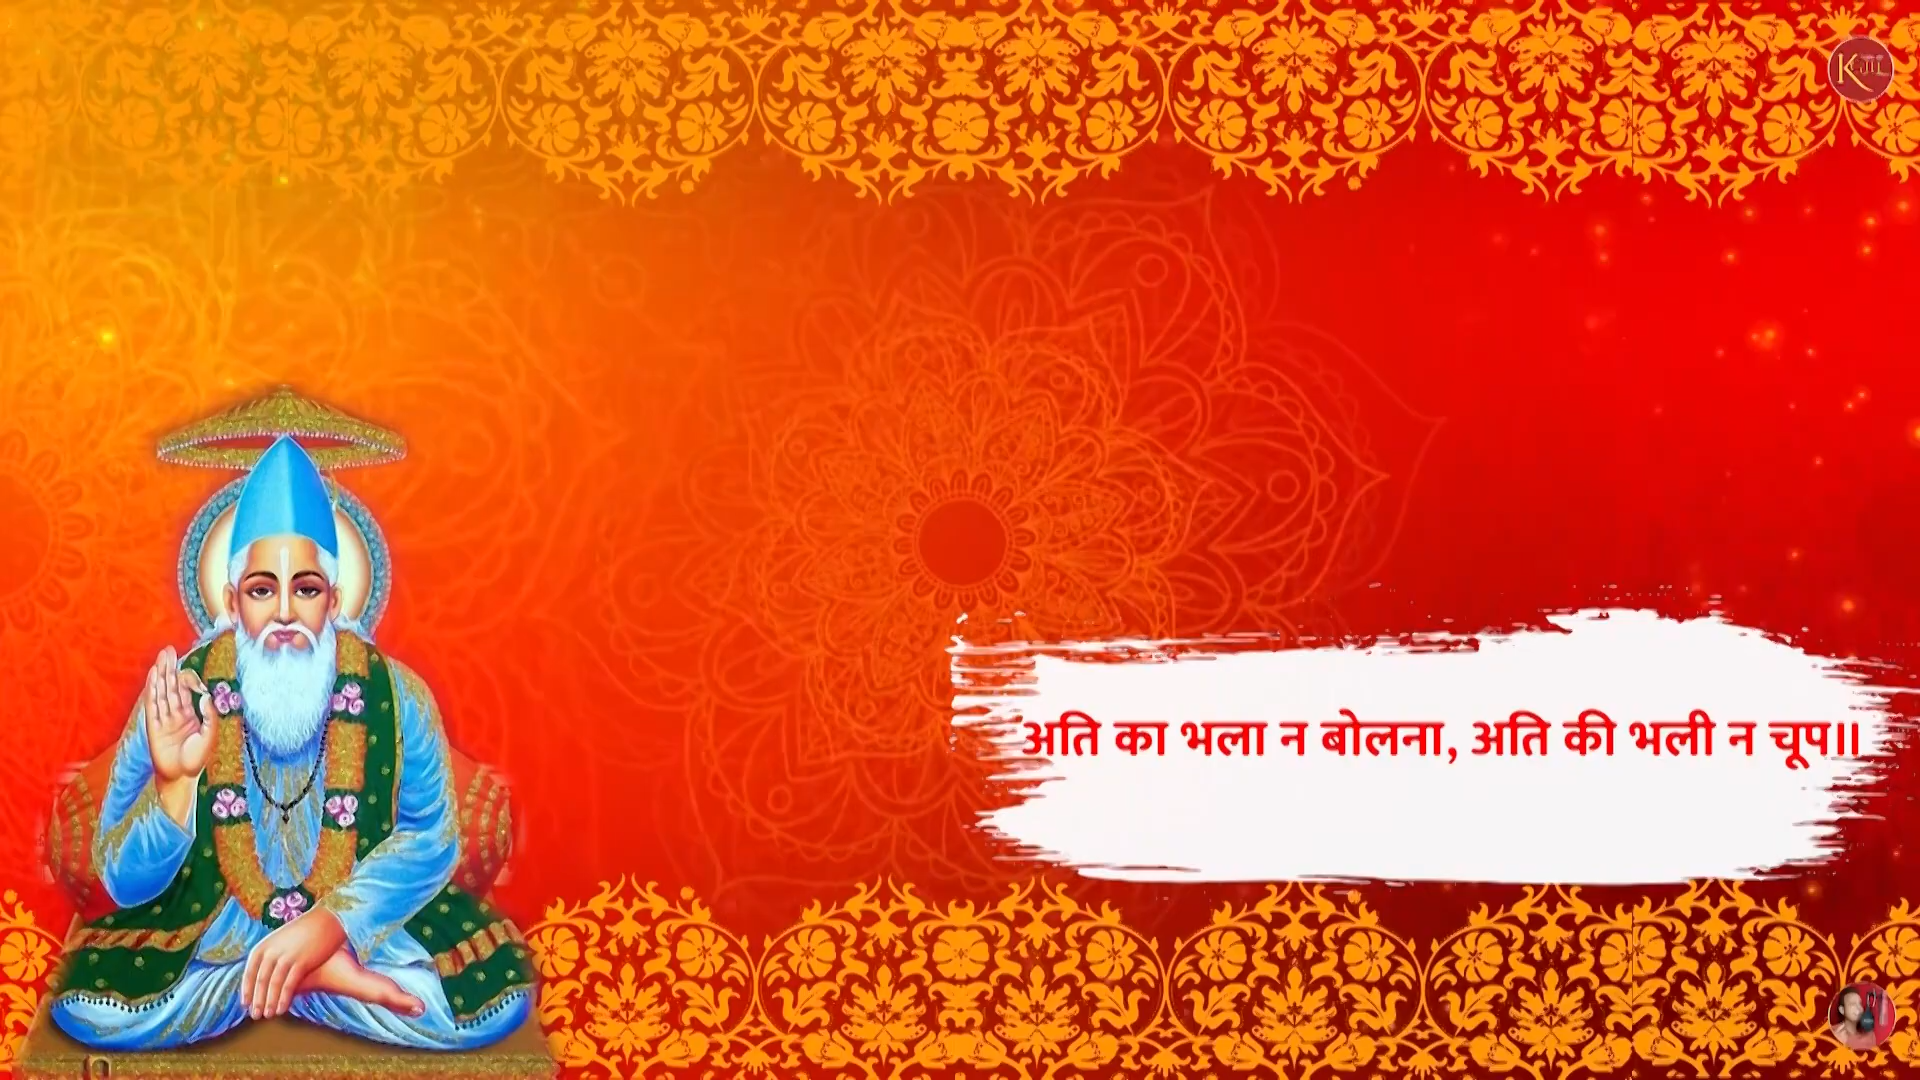 अति का भला न बोलना, अति की भली न चूप॥